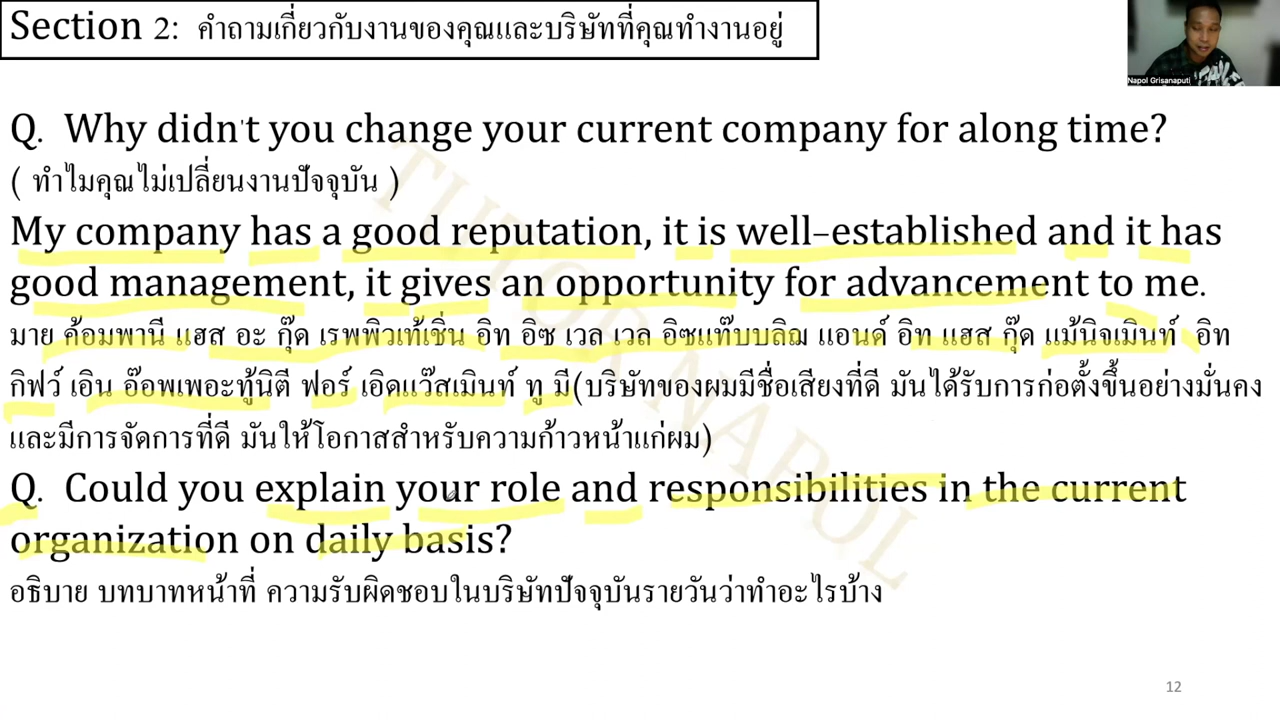 Section 2: คำถามเกี่ยวกับงานของคุณและบริษัทที่คุณทำงานอยู่
Napol Grisanaputi
Q. Why didn't you change your current company for along time?
( ทำไมคุณไม่เปลี่ยนงานปัจจุบัน )
My company has a good reputation, it is well-established and it has
good management, it gives an opportunity for advancement to me.
มาย ค้อมพานี แฮส อะ กุ๊ด เรพพิวเท้เชิ่น อิท อิซ เวล เวล อิซแท๊บบลิฌ แอนด์ อิท แฮส กุ๊ด แม้นิจเมินท์ อิท
กิฟว์ เอิน อ๊อพเพอะทู้นิตี ฟอร์ เอิดแว๊สเมินท์ ทู มี(บริษัทของผมมีชื่อเสียงที่ดี มันได้รับการก่อตั้งขึ้นอย่างมั่นคง
และมีการจัดการที่ดี มันให้โอกาสสำหรับความก้าวหน้าแก่ผม)
Q. Could you explain your role and responsibilities in the current
organization on daily basis?
อธิบาย บทบาทหน้าที่ ความรับผิดชอบในบริษัทปัจจุบันรายวันว่าทำอะไรบ้าง
TUTOR NAPOL
12